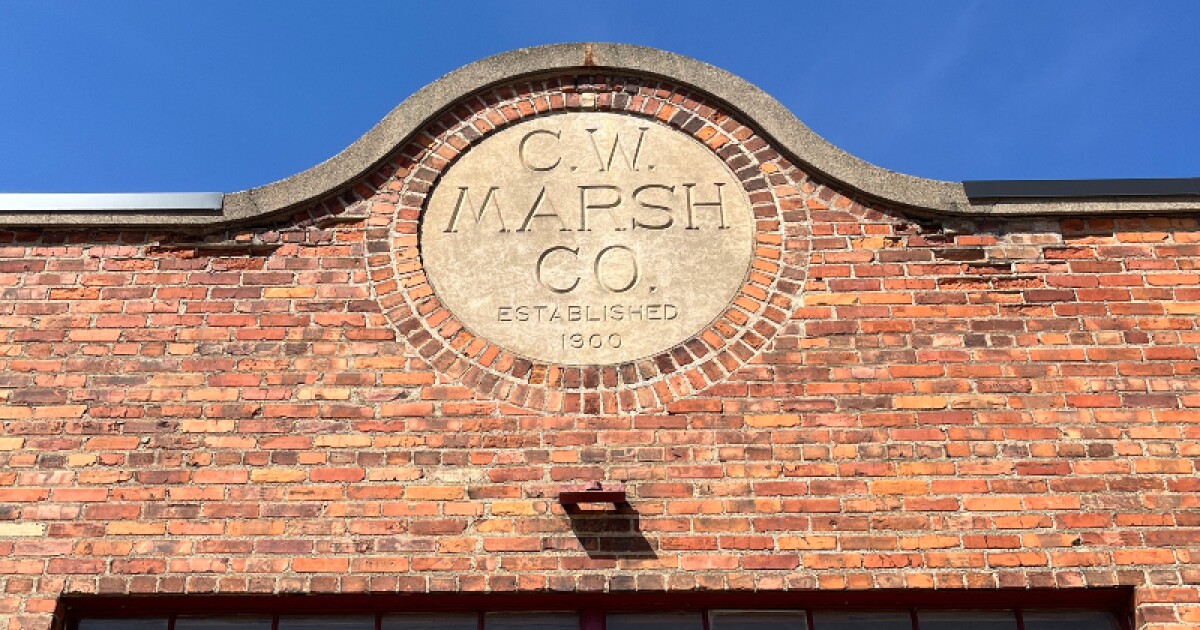 C.W.
MARSH
CO.
ESTABLISHED
1900